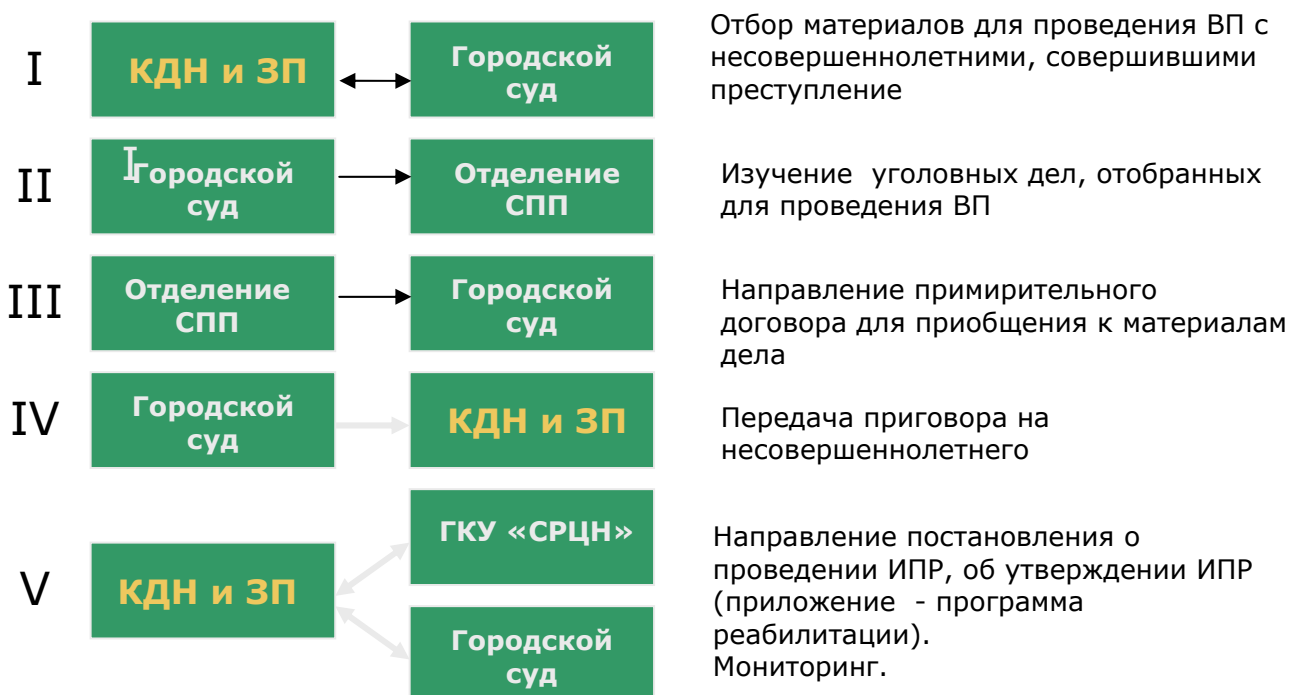 I
КДН и ЗП
Городской
суд
Отбор материалов для проведения ВП с
несовершеннолетними, совершившими
преступление
II
I
Городской
суд
Отделение
СПП
Изучение уголовных дел, отобранных
для проведения ВП
III
Отделение
СПП
Городской
суд
Направление примирительного
договора для приобщения к материалам
дела
IV
Городской
суд
КДН и ЗП
Передача приговора на
несовершеннолетнего
V
КДН и ЗП
ГКУ «СРЦН»
Городской
суд
Направление постановления о
проведении ИПР, об утверждении ИПР
(приложение - программа
реабилитации).
Мониторинг.